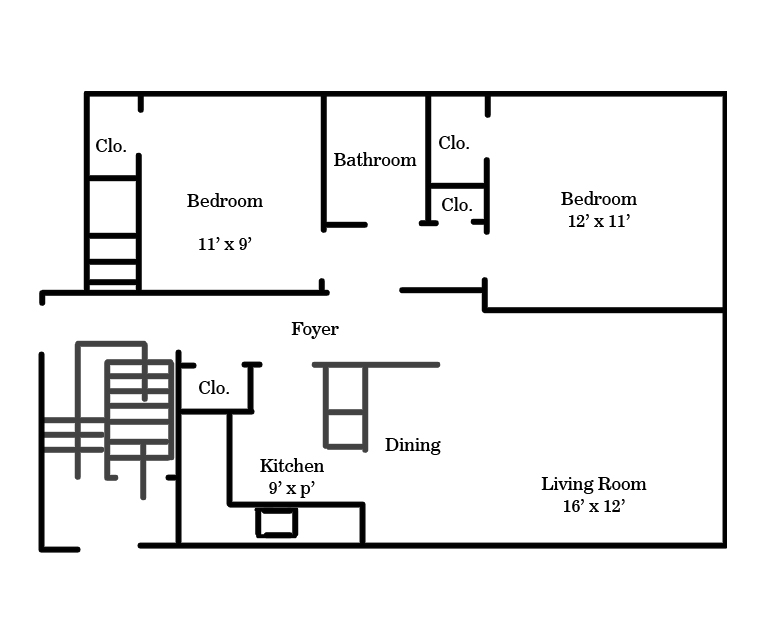 Clo.
Bathroom
Clo.
Bedroom
11’ x 9’
Clo.
Bedroom
12’ x 11’
Foyer
Clo.
Dining
Kitchen
9’ x p’
Living Room
16’ x 12’